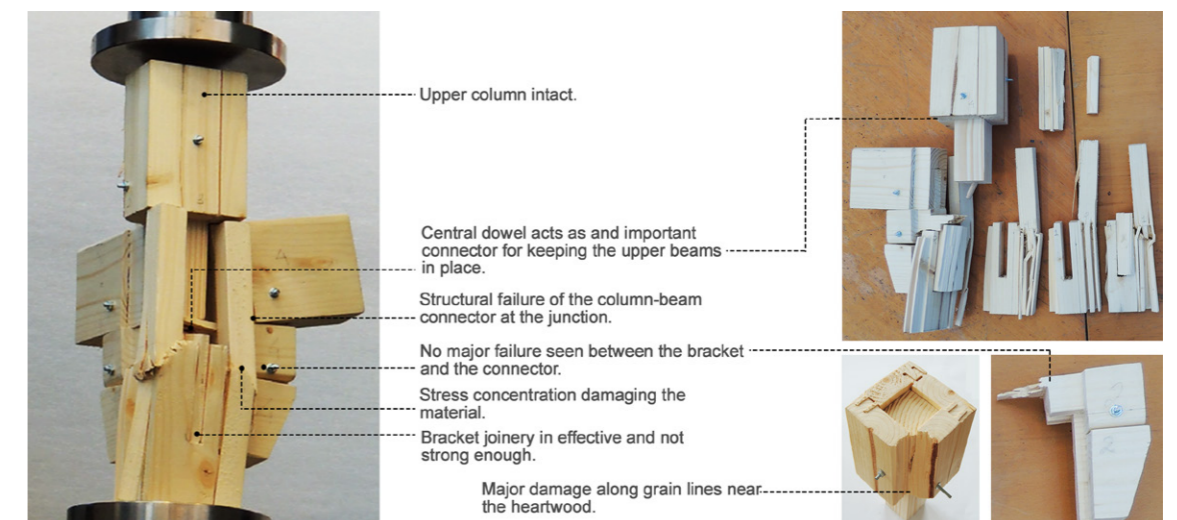 Upper column intact.
Central dowel acts as and important
connector for keeping the upper beams
in place.
Structural failure of the column-beam
connector at the junction.
No major failure seen between the bracket
and the connector.
Stress concentration damaging the
material.
Bracket joinery in effective and not
strong enough.
Major damage along grain lines near
the heartwood.